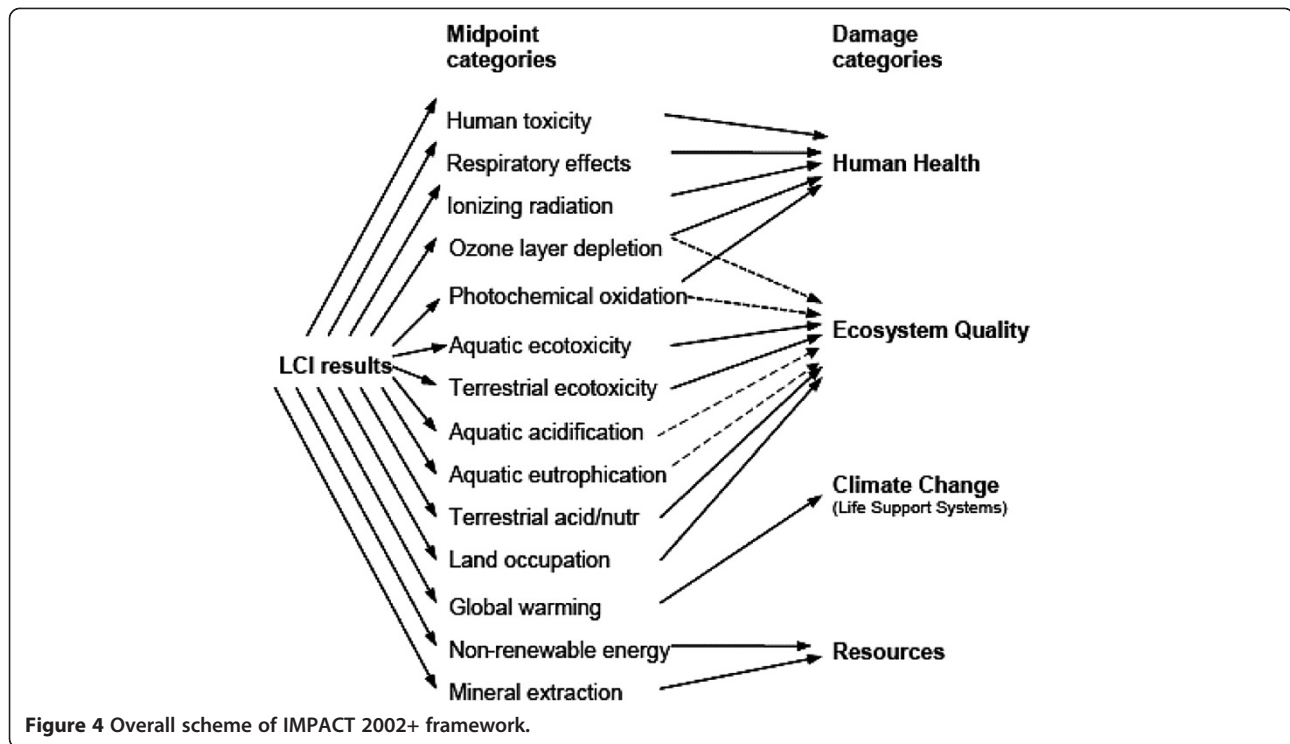 Midpoint
categories
Damage
categories
Human toxicity
Respiratory effects
Human Health
Ionizing radiation
Ozone layer depletion
Photochemical oxidation
Ecosystem Quality
Aquatic ecotoxicity
LCI results
Terrestrial ecotoxicity
Aquatic acidification
Aquatic eutrophication
Climate Change
(Life Support Systems)
Terrestrial acid/nutr
Land occupation
Global warming
Non-renewable energy
Resources
Mineral extraction
Figure 4 Overall scheme of IMPACT 2002+ framework.